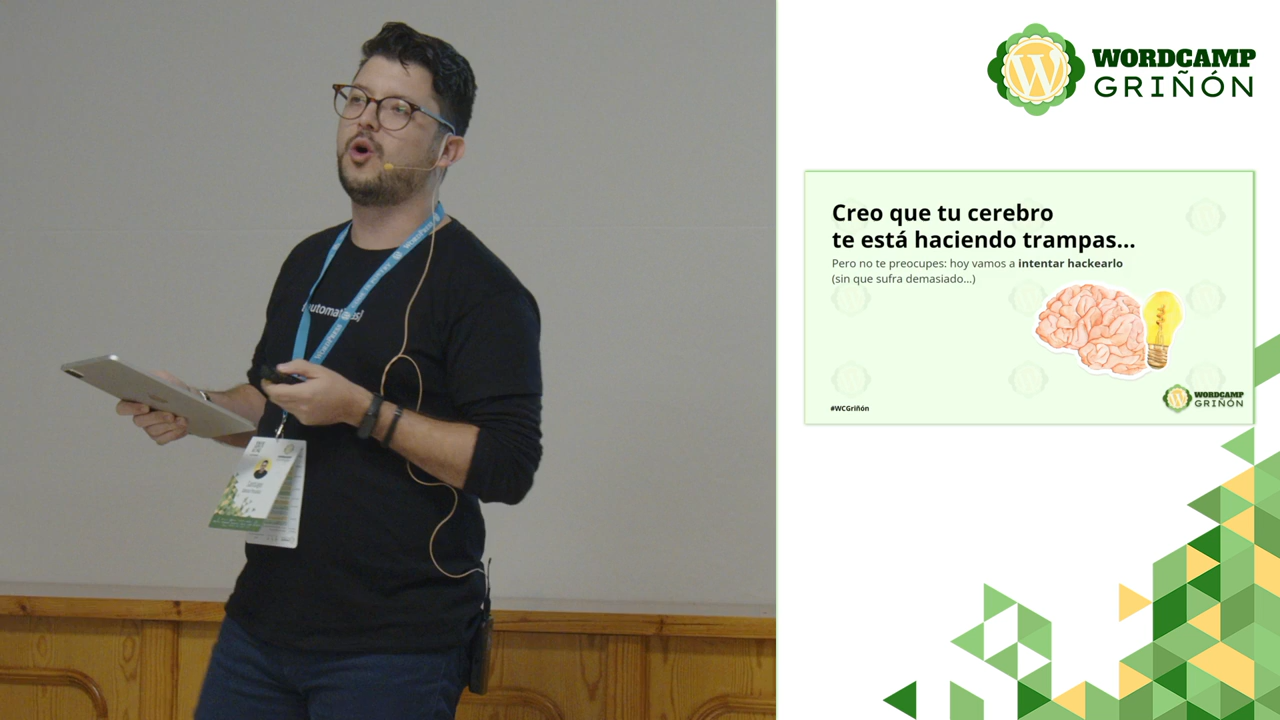 WORDCAMP
GRIÑÓN
Creo que tu cerebro
te está haciendo trampas...
Pero no te preocupes: hoy vamos a intentar hackearlo
(sin que sufra demasiado...)
#WCGriñón
WORDCAMP
GRIÑÓN
WordPress